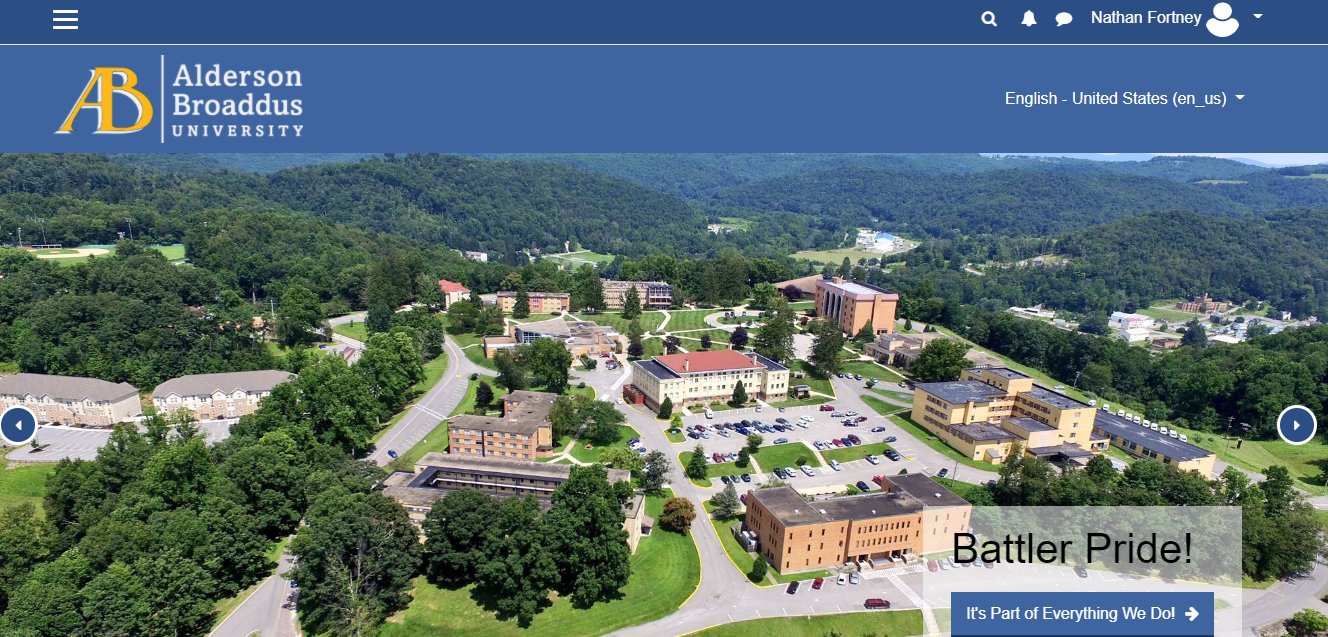 Nathan Fortney
AB
Alderson
Broaddus
UNIVERSITY
English - United States (en_us)
Battler Pride!
It's Part of Everything We Do!